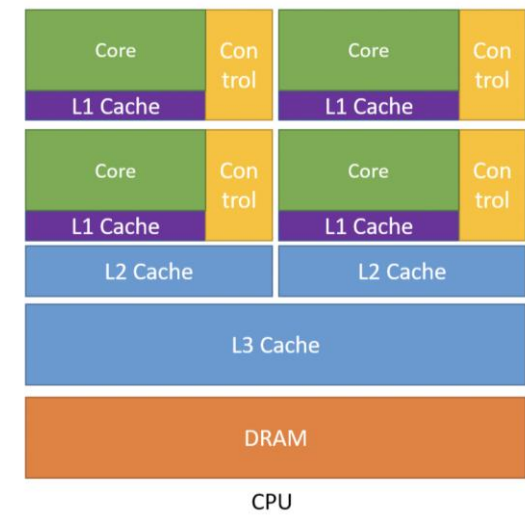 Core
Con
trol
L1 Cache
Core
Con
trol
L1 Cache
Core
Con
trol
L1 Cache
Core
Con
trol
L1 Cache
L2 Cache
L2 Cache
L3 Cache
DRAM
CPU